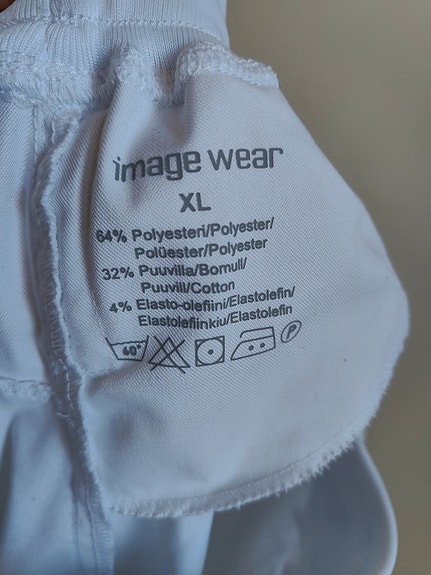 image wear
XL
64% Polyesteri/Polyester/
Polüester/Polyester
32% Puuvilla/Bomull/
Puuvill/Cotton
4% Elasto-olefiini/Elastolefin/
Elastolefiinkiu/Elastolefin
60° P